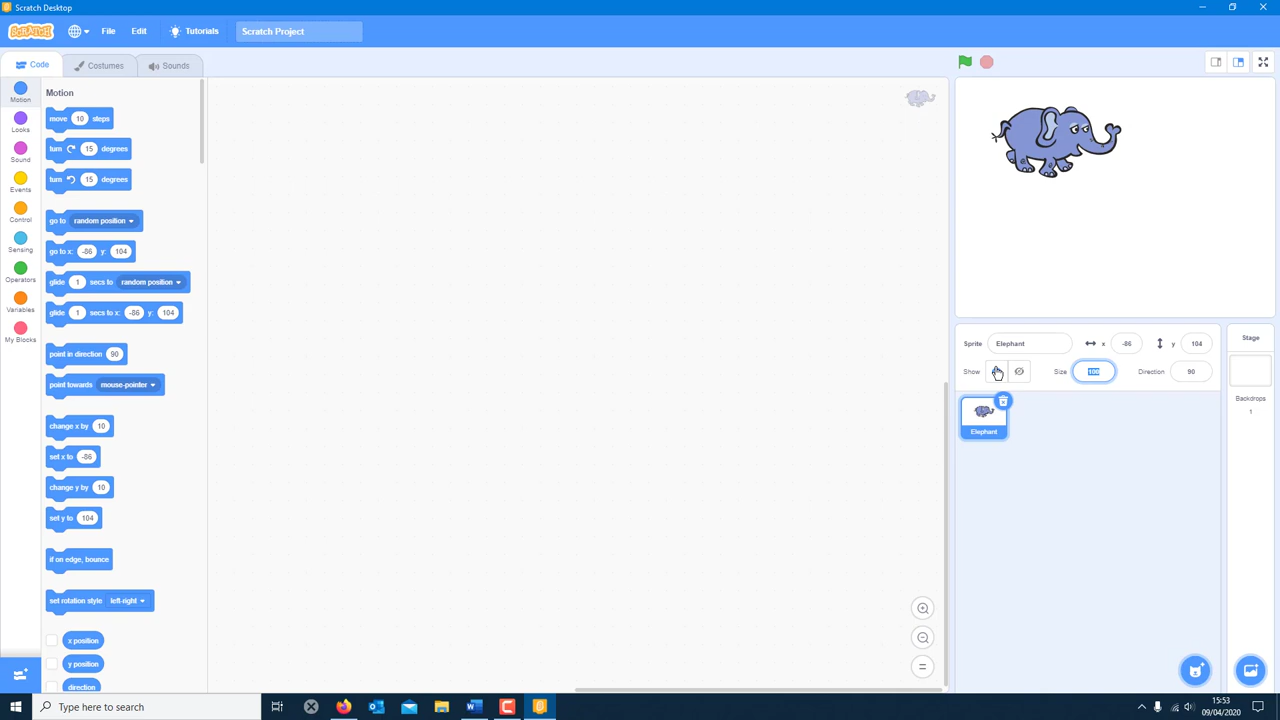 Scratch Desktop
SCRATCH
File
Edit
Tutorials
Scratch Project
Code
Costumes
Sounds
Motion
Looks
Sound
Events
Control
Sensing
Operators
Variables
My Blocks
Motion
move 10 steps
turn 15 degrees
turn 15 degrees
go to random position
go to x: -86 y: 104
glide 1 secs to random position
glide 1 secs to x: -86 y: 104
point in direction 90
point towards mouse-pointer
change x by 10
set x to -86
change y by 10
set y to 104
if on edge, bounce
set rotation style left-right
x position
y position
direction
Sprite Elephant x -86 y 104
Show Size 100 Direction 90
Elephant
Stage
Backdrops
1
Type here to search
15:53
09/04/2020